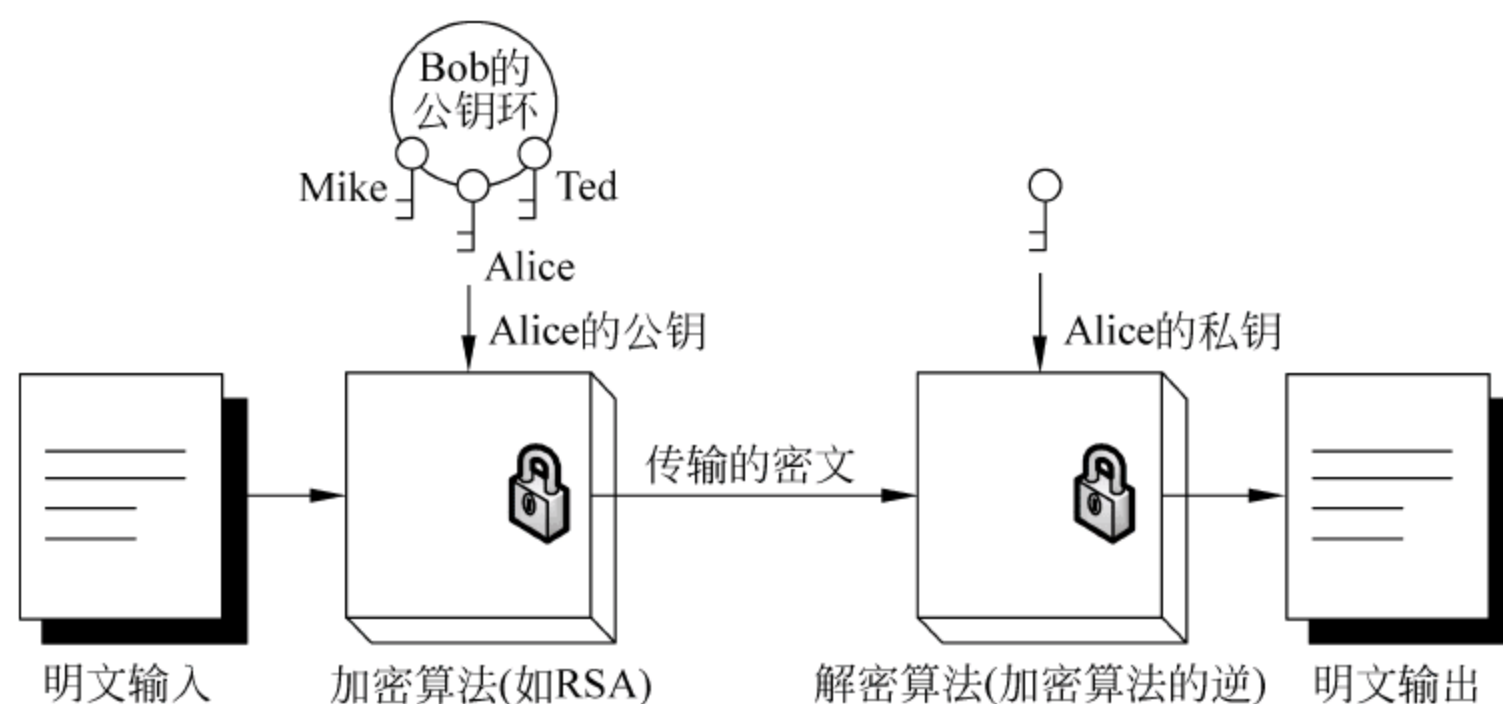 Bob的
公钥环
Mike
Ted
Alice
Alice的公钥
Alice的私钥
传输的密文
明文输入
加密算法(如RSA)
解密算法(加密算法的逆)
明文输出